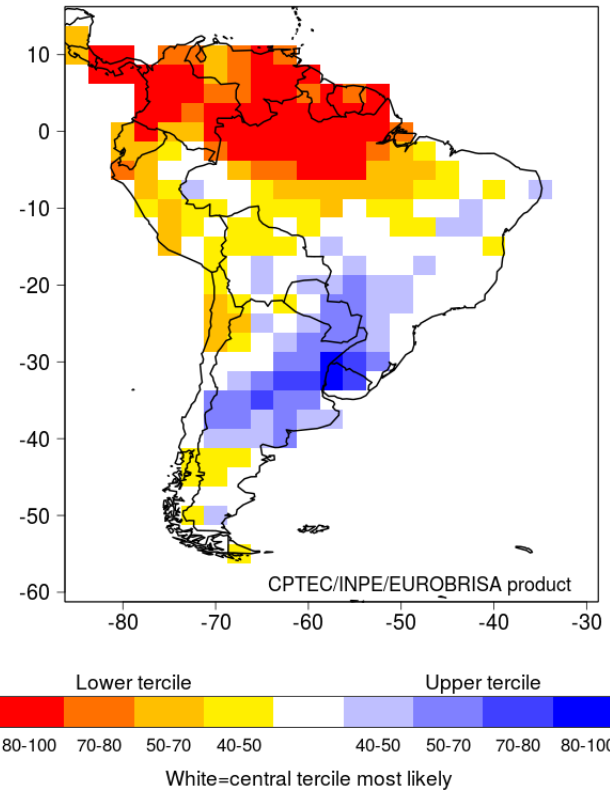 10
0
-10
-20
-30
-40
-50
-60
CPTEC/INPE/EUROBRISA product
-80 -70 -60 -50 -40 -30
Lower tercile Upper tercile
80-100 70-80 50-70 40-50 40-50 50-70 70-80 80-100
White=central tercile most likely